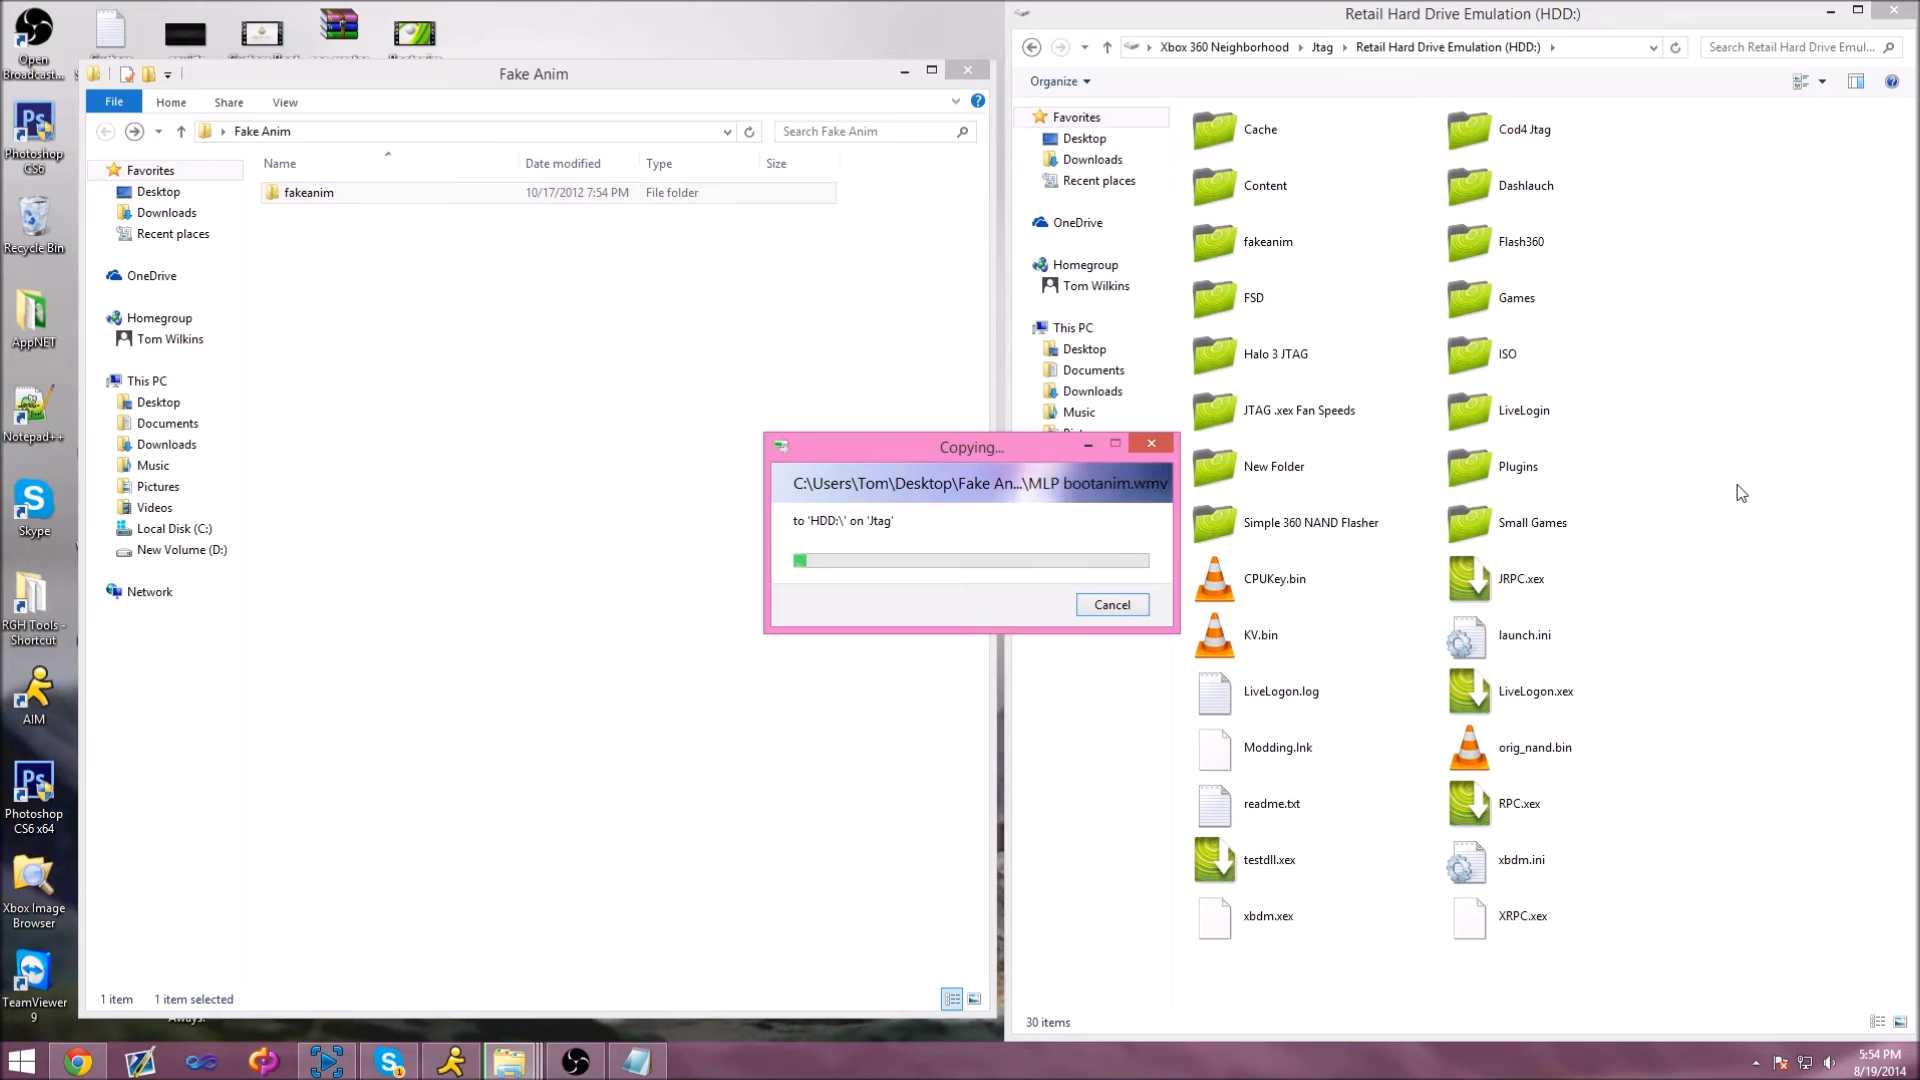 Open
Broadcast...
Photoshop
CS6
Recycle Bin
AppNET
Notepad++
Skype
RGH Tools -
Shortcut
AIM
Photoshop
CS6 x64
Xbox Image
Browser
TeamViewer
9
Fake Anim
File
Home
Share
View
Fake Anim
Search Fake Anim
Name
Date modified
Type
Size
fakeanim
10/17/2012 7:54 PM
File folder
Favorites
Desktop
Downloads
Recent places
OneDrive
Homegroup
Tom Wilkins
This PC
Desktop
Documents
Downloads
Music
Pictures
Videos
Local Disk (C:)
New Volume (D:)
Network
1 item
1 item selected
Copying...
C:\Users\Tom\Desktop\Fake An...\MLP bootanim.wmv
to 'HDD:\' on 'Jtag'
Cancel
Retail Hard Drive Emulation (HDD:)
Xbox 360 Neighborhood
Jtag
Retail Hard Drive Emulation (HDD:)
Search Retail Hard Drive Emul...
Organize
Favorites
Desktop
Downloads
Recent places
OneDrive
Homegroup
Tom Wilkins
This PC
Desktop
Documents
Downloads
Music
Cache
Cod4 Jtag
Content
Dashlauch
fakeanim
Flash360
FSD
Games
Halo 3 JTAG
ISO
JTAG .xex Fan Speeds
LiveLogin
New Folder
Plugins
Simple 360 NAND Flasher
Small Games
CPUKey.bin
JRPC.xex
KV.bin
launch.ini
LiveLogon.log
LiveLogon.xex
Modding.lnk
orig_nand.bin
readme.txt
RPC.xex
testdll.xex
xbdm.ini
xbdm.xex
XRPC.xex
30 items
5:54 PM
8/19/2014